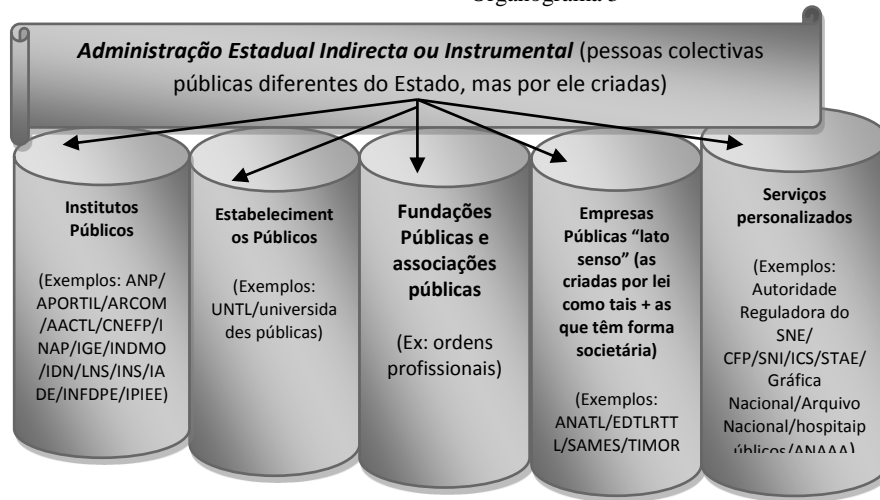 Administração Estadual Indirecta ou Instrumental (pessoas colectivas
públicas diferentes do Estado, mas por ele criadas)
Institutos
Públicos
(Exemplos: ANP/
APORTIL/ARCOM
/AACTL/CNEFP/I
NAP/IGE/INDMO
/IDN/LNS/INS/IA
DE/INFDPE/IPIEE)
Estabeleciment
os Públicos
(Exemplos:
UNTL/universida
des públicas)
Fundações
Públicas e
associações
públicas
(Ex: ordens
profissionais)
Empresas
Públicas “lato
senso” (as
criadas por lei
como tais + as
que têm forma
societária)
(Exemplos:
ANATL/EDTLRTT
L/SAMES/TIMOR
Serviços
personalizados
(Exemplos:
Autoridade
Reguladora do
SNE/
CFP/SNI/ICS/STAE/
Gráfica
Nacional/Arquivo
Nacional/hospitaip
úblicos/ANAAA)